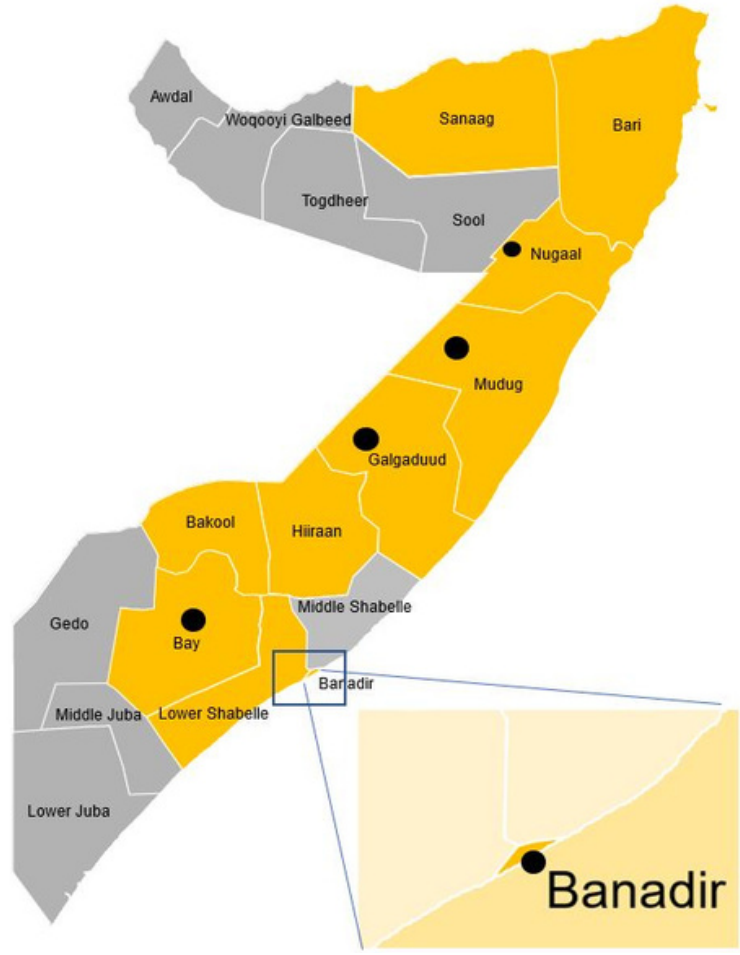 Awdal
Woqooyi Galbeed
Sanaag
Bari
Togdheer
Sool
Nugaal
Mudug
Galgaduud
Bakool
Hiiraan
Middle Shabelle
Gedo
Bay
Banadir
Middle Juba
Lower Shabelle
Lower Juba
Banadir